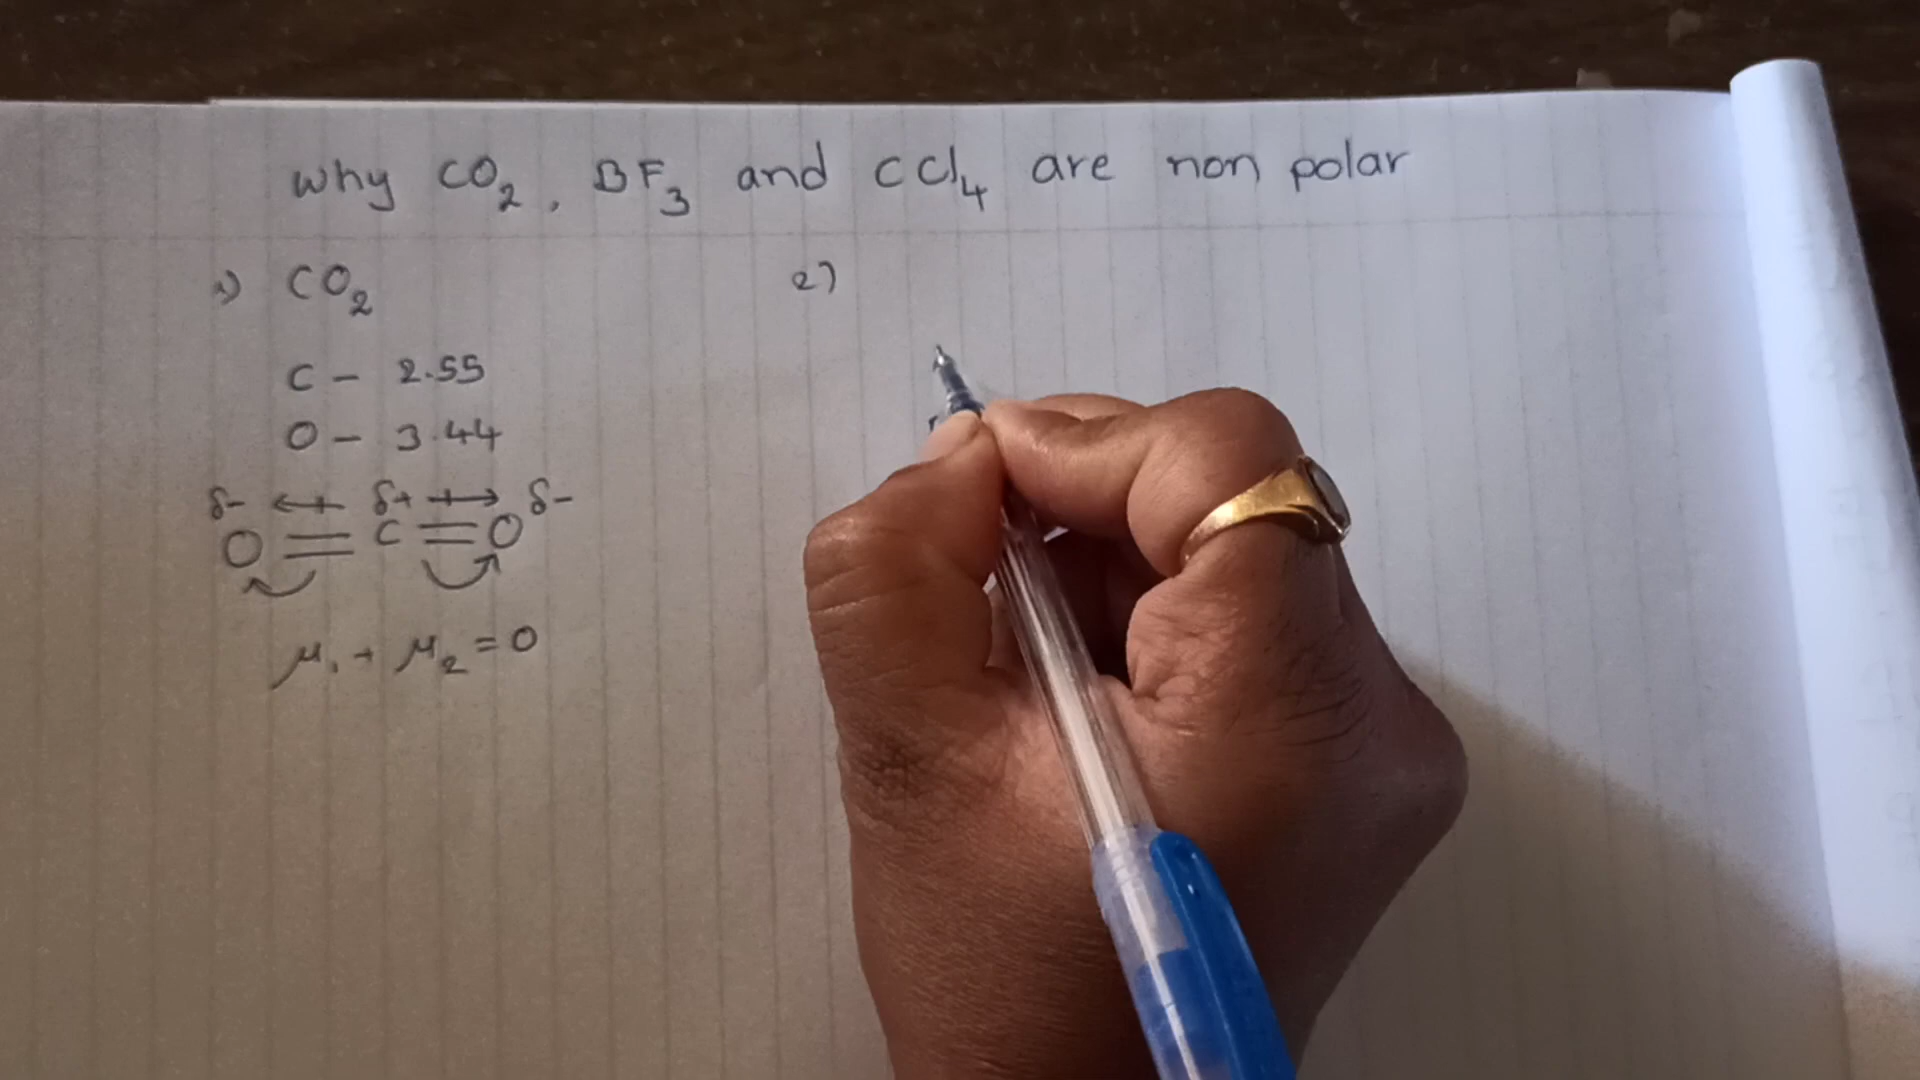 why CO₂, BF₃ and CCl₄ are non polar
1) CO₂
2)
C - 2.55
O - 3.44
δ- ←+ δ+ +→ δ-
O = C = O
μ₁ + μ₂ = 0